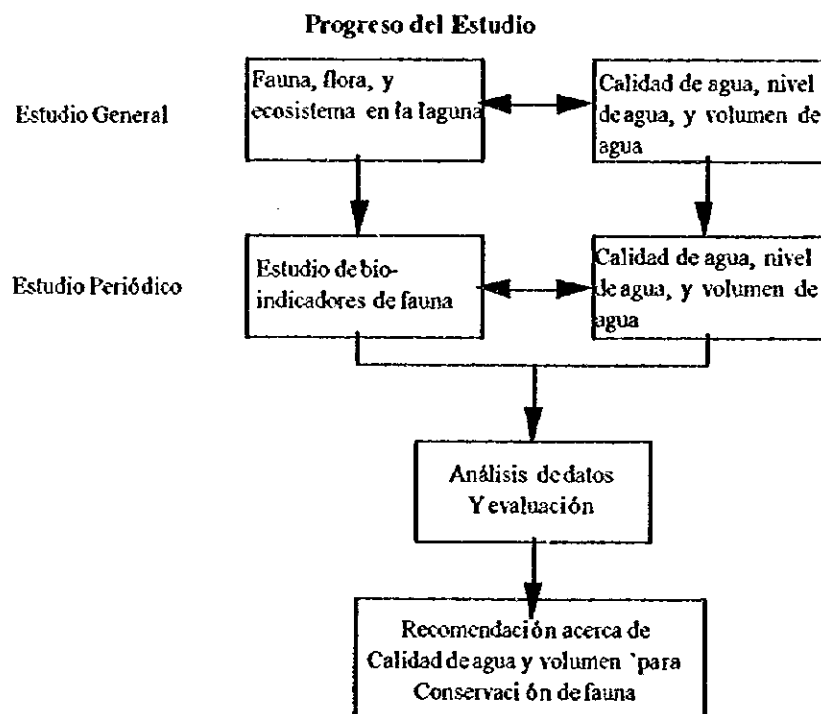 Progreso del Estudio
Estudio General
Fauna, flora, y
ecosistema en la laguna
Calidad de agua, nivel
de agua, y volumen de
agua
Estudio Periódico
Estudio de bio-
indicadores de fauna
Calidad de agua, nivel
de agua, y volumen de
agua
Análisis de datos
Y evaluación
Recomendación acerca de
Calidad de agua y volumen `para
Conservación de fauna